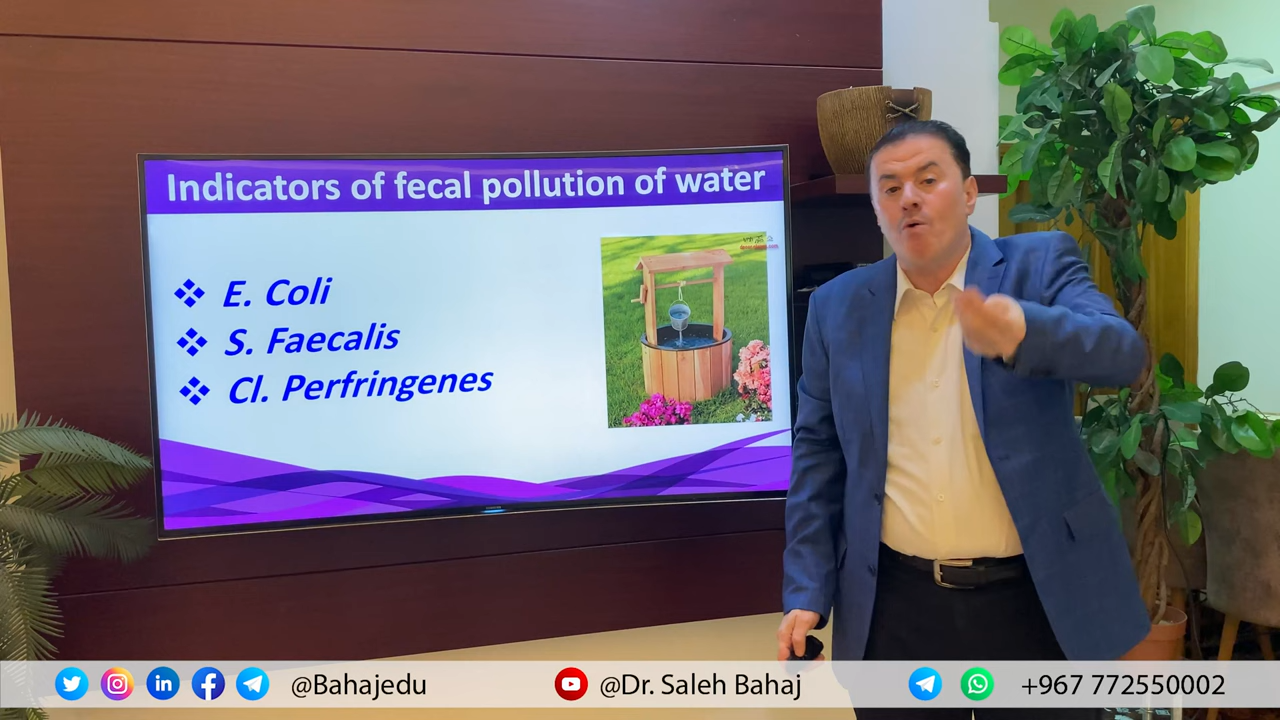 Indicators of fecal pollution of water
E. Coli
S. Faecalis
Cl. Perfringenes
@Bahajedu
@Dr. Saleh Bahaj
+967 772550002